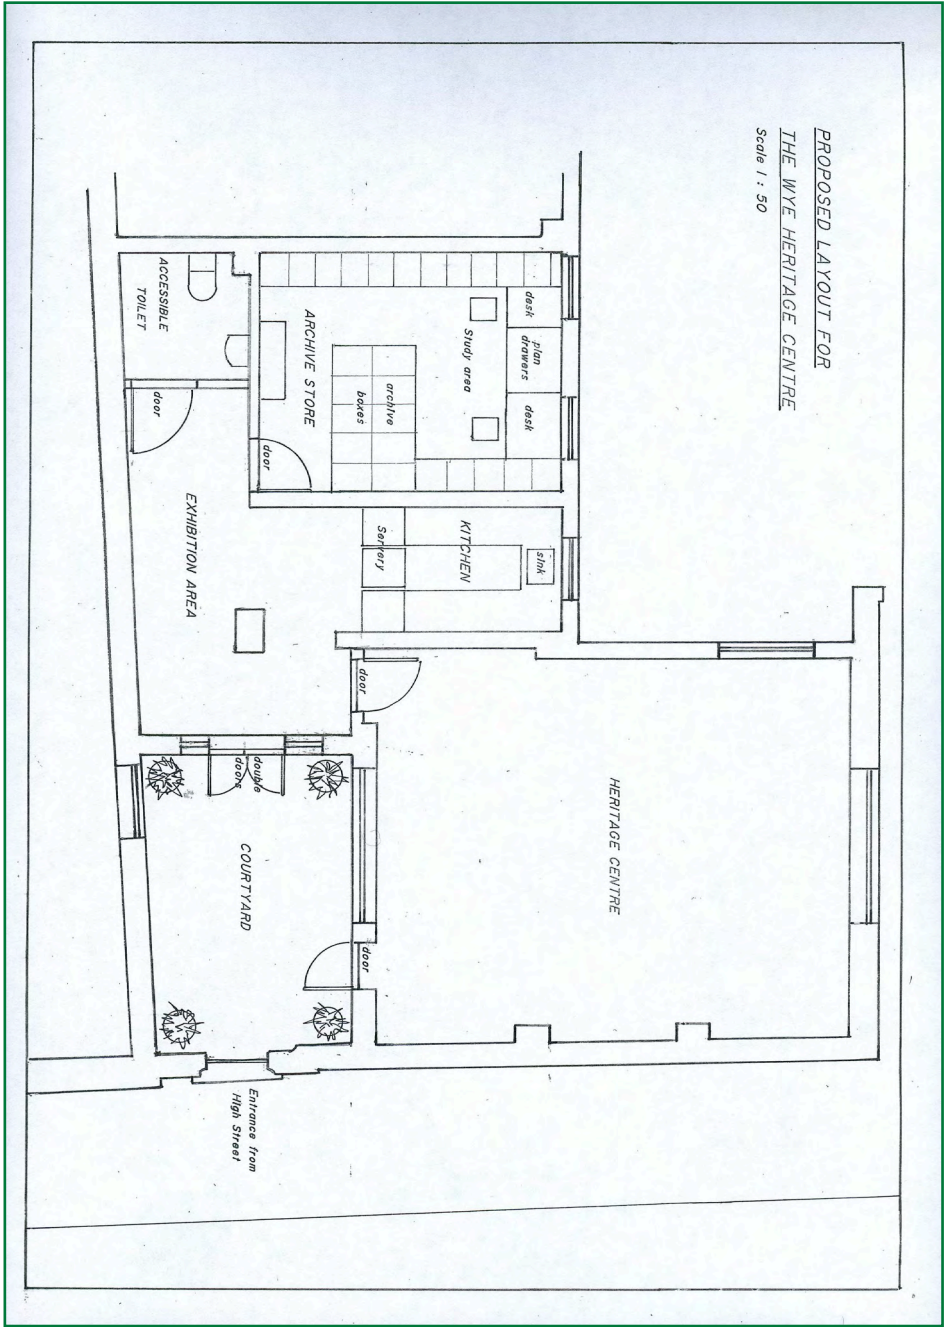 PROPOSED LAYOUT FOR
THE WYE HERITAGE CENTRE
Scale 1 : 50
desk
plan
drawers
desk
Study area
ARCHIVE STORE
archive
boxes
door
ACCESSIBLE
TOILET
door
sink
KITCHEN
Servery
EXHIBITION AREA
door
HERITAGE CENTRE
double
doors
COURTYARD
door
Entrance from
High Street